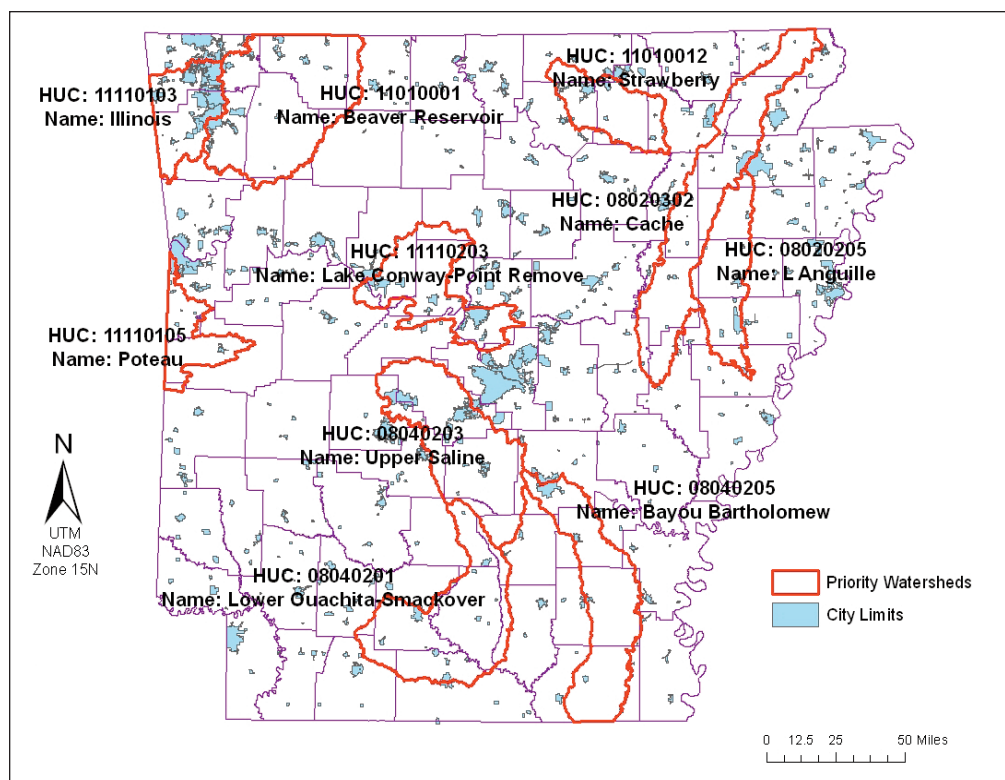 HUC: 11010012
Name: Strawberry
HUC: 11110103
Name: Illinois
HUC: 11010001
Name: Beaver Reservoir
HUC: 08020302
Name: Cache
HUC: 11110203
Name: Lake Conway-Point Remove
HUC: 08020205
Name: L Anguille
HUC: 11110105
Name: Poteau
HUC: 08040203
Name: Upper Saline
HUC: 08040205
Name: Bayou Bartholomew
N
UTM
NAD83
Zone 15N
HUC: 08040201
Name: Lower Ouachita-Smackover
Priority Watersheds
City Limits
0 12.5 25 50 Miles